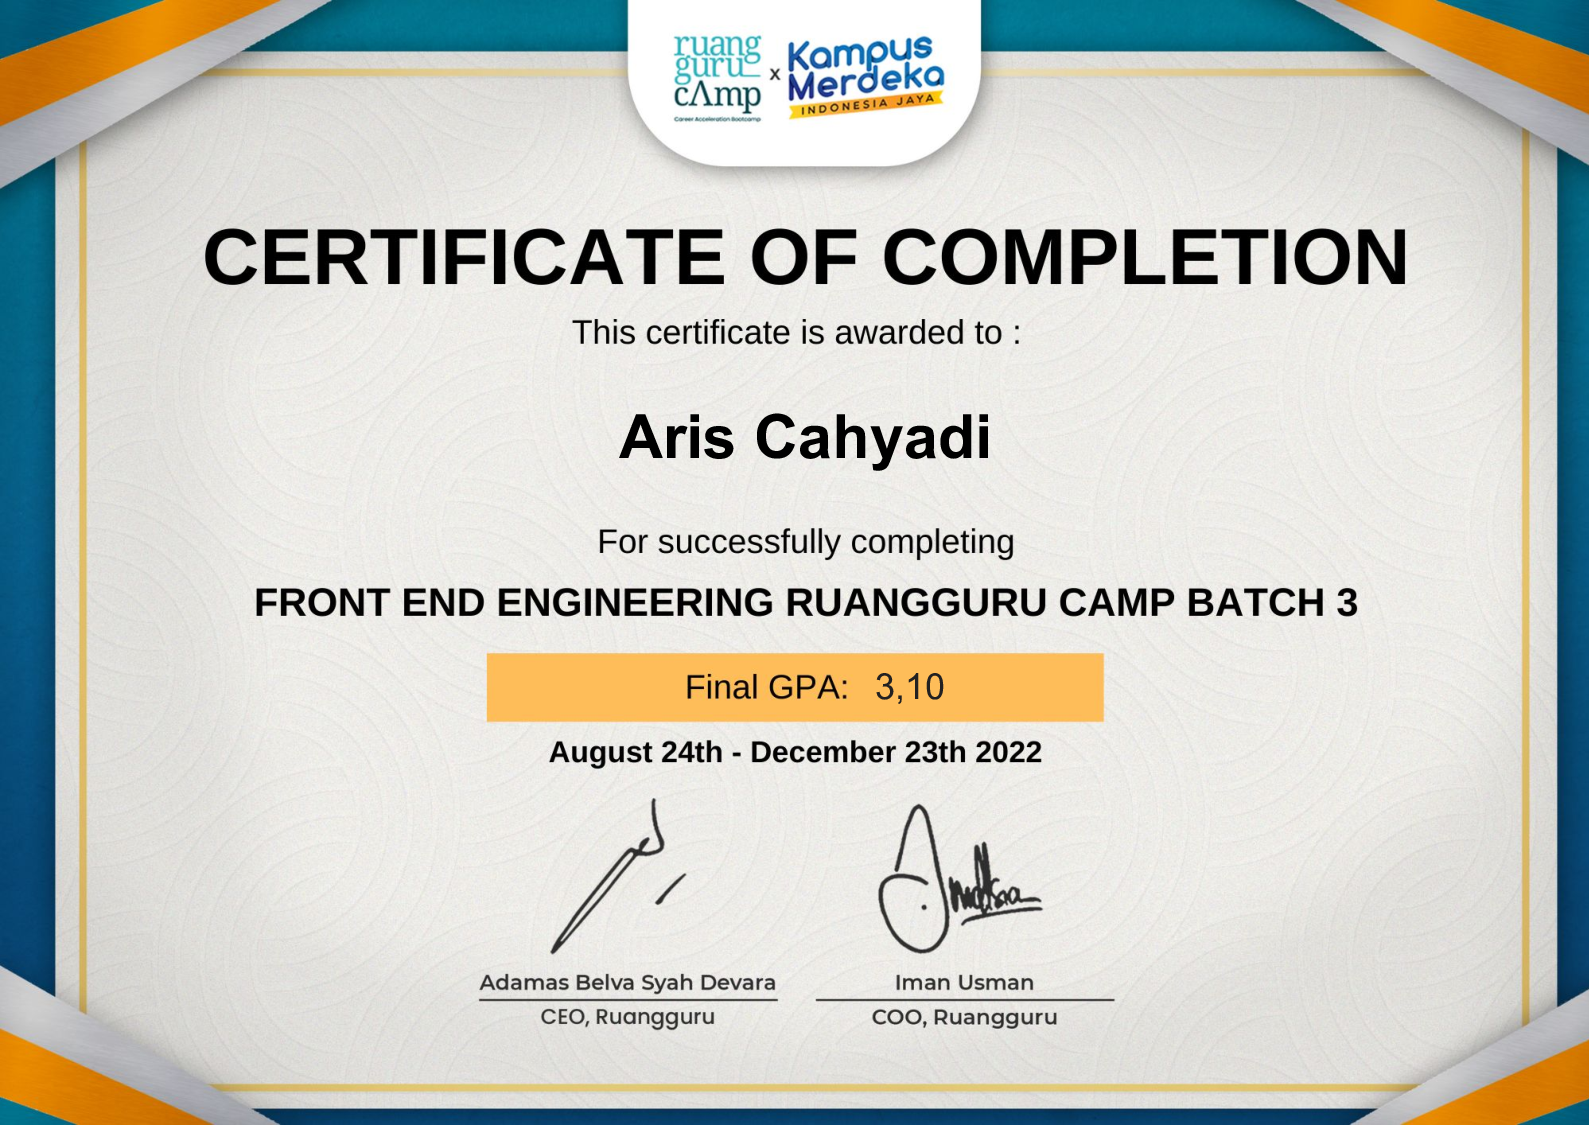 ruang
guru
cAmp
Career Acceleration Bootcamp
x
Kampus
Merdeka
INDONESIA JAYA
CERTIFICATE OF COMPLETION
This certificate is awarded to :
Aris Cahyadi
For successfully completing
FRONT END ENGINEERING RUANGGURU CAMP BATCH 3
Final GPA: 3,10
August 24th - December 23th 2022
Adamas Belva Syah Devara
CEO, Ruangguru
Iman Usman
COO, Ruangguru